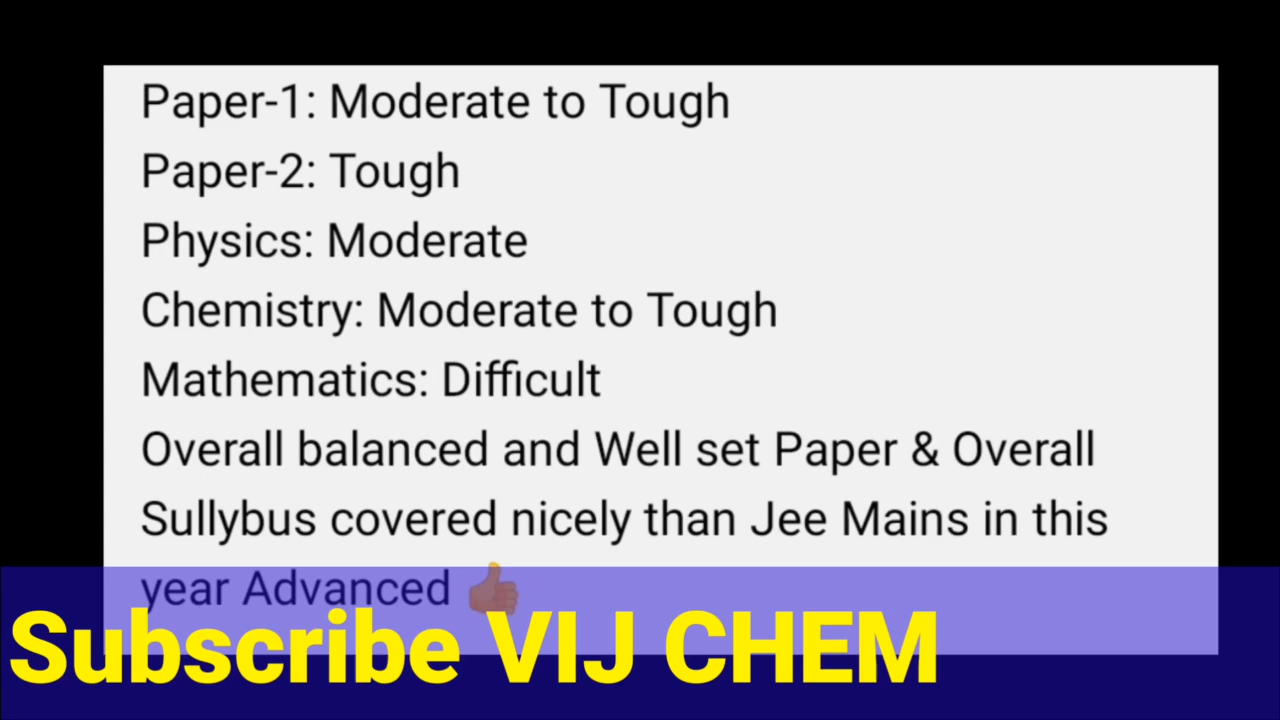 Paper-1: Moderate to Tough
Paper-2: Tough
Physics: Moderate
Chemistry: Moderate to Tough
Mathematics: Difficult
Overall balanced and Well set Paper & Overall
Sullybus covered nicely than Jee Mains in this
year Advanced 👍
Subscribe VIJ CHEM